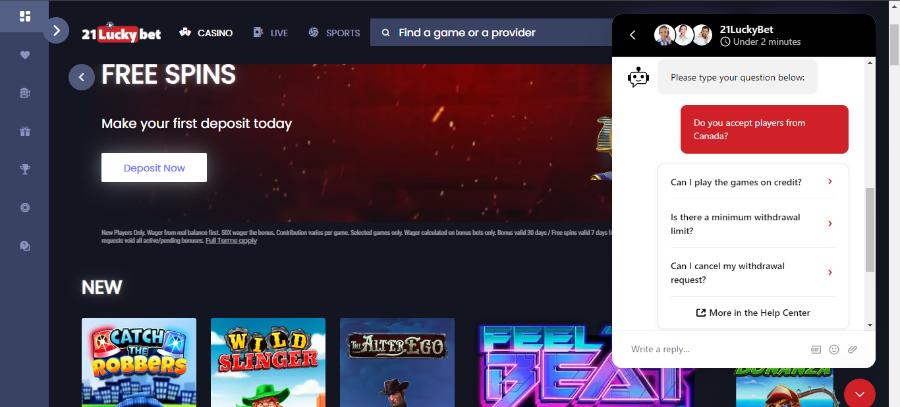 21Luckybet
CASINO
LIVE
SPORTS
Find a game or a provider
FREE SPINS
Make your first deposit today
Deposit Now
New Players Only. Wager from real balance first. 50X wager the bonus. Contribution varies per game. Selected games only. Wager calculated on bonus bets only. Bonus valid 30 days / Free spins valid 7 days
requests void all active/pending bonuses. Full Terms apply
NEW
CATCH
THE
ROBBERS
WILD
SLINGER
THE ALTER EGO
FEEL
BEAT
BONANZA
21LuckyBet
Under 2 minutes
Please type your question below:
Do you accept players from
Canada?
Can I play the games on credit?
Is there a minimum withdrawal
limit?
Can I cancel my withdrawal
request?
More in the Help Center
Write a reply...